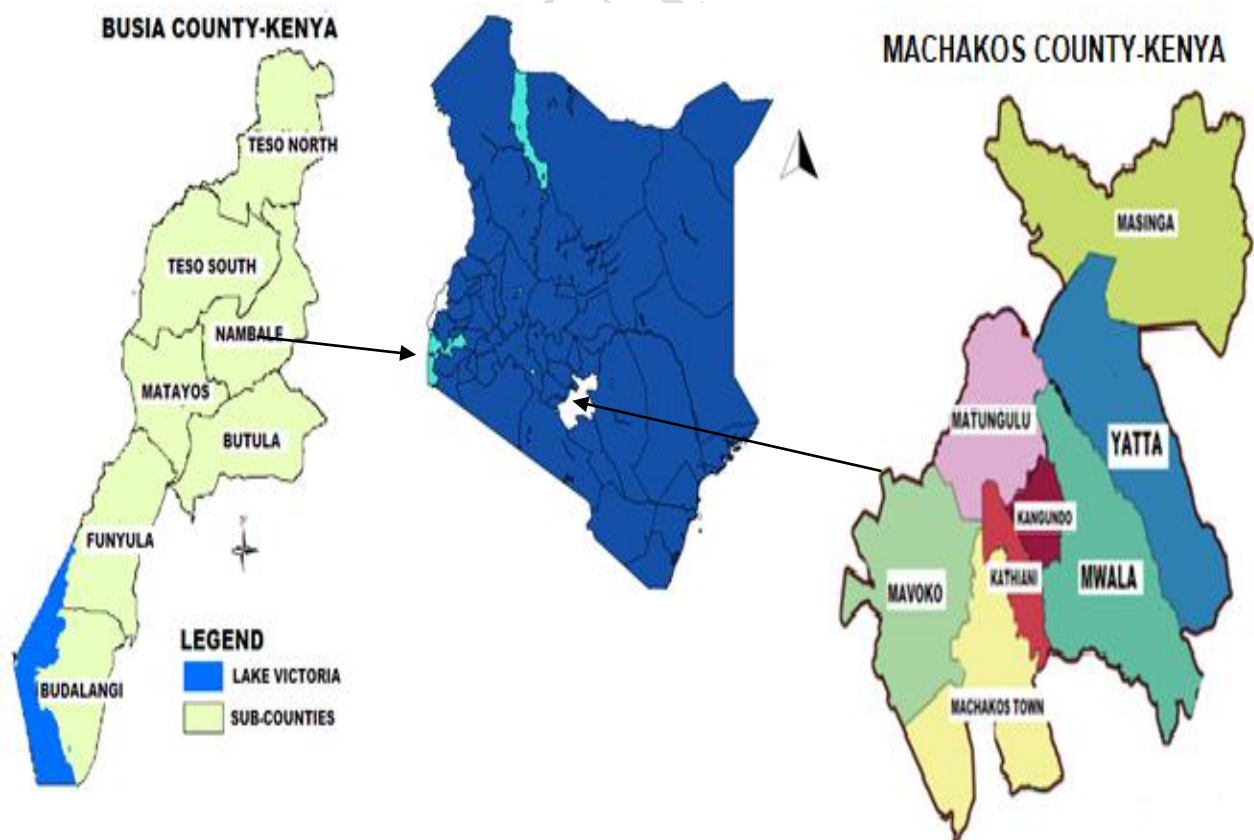 BUSIA COUNTY-KENYA
TESO NORTH
TESO SOUTH
NAMBALE
MATAYOS
BUTULA
FUNYULA
BUDALANGI
LEGEND
LAKE VICTORIA
SUB-COUNTIES
MACHAKOS COUNTY-KENYA
MASINGA
MATUNGULU
YATTA
KANGUNDO
KATHIANI
MWALA
MAVOKO
MACHAKOS TOWN